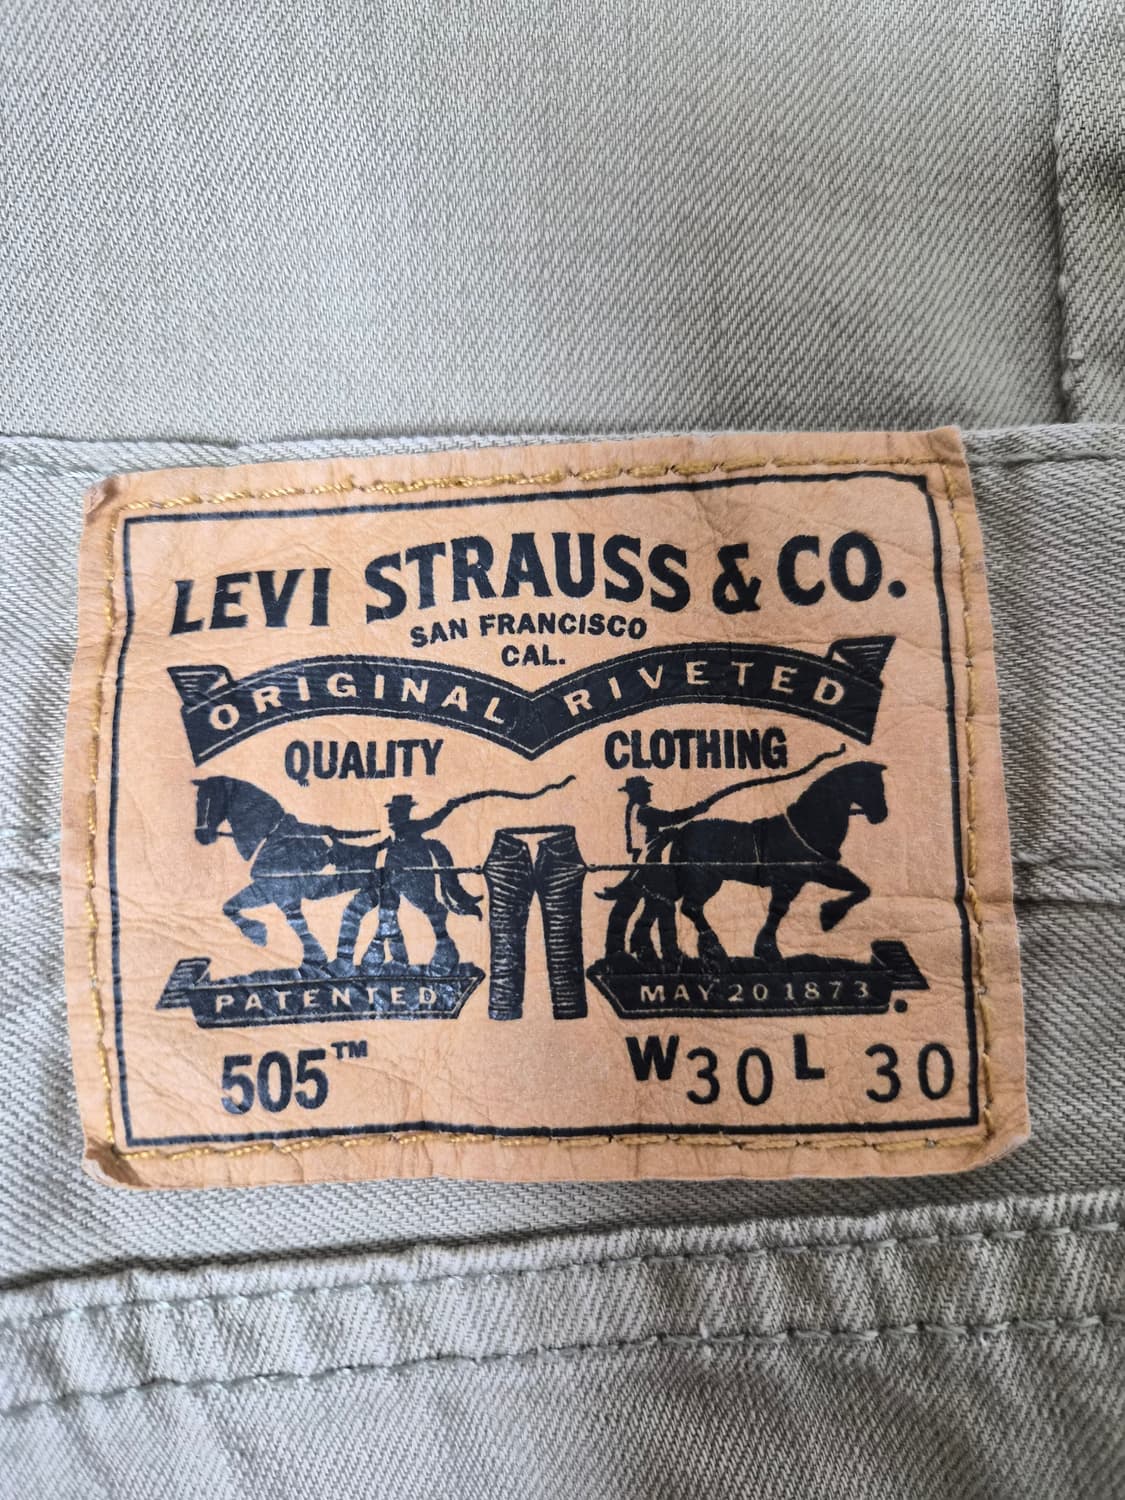 LEVI STRAUSS & CO.
SAN FRANCISCO
CAL.
ORIGINAL RIVETED
QUALITY CLOTHING
PATENTED MAY 20 1873.
505™ W30 L 30